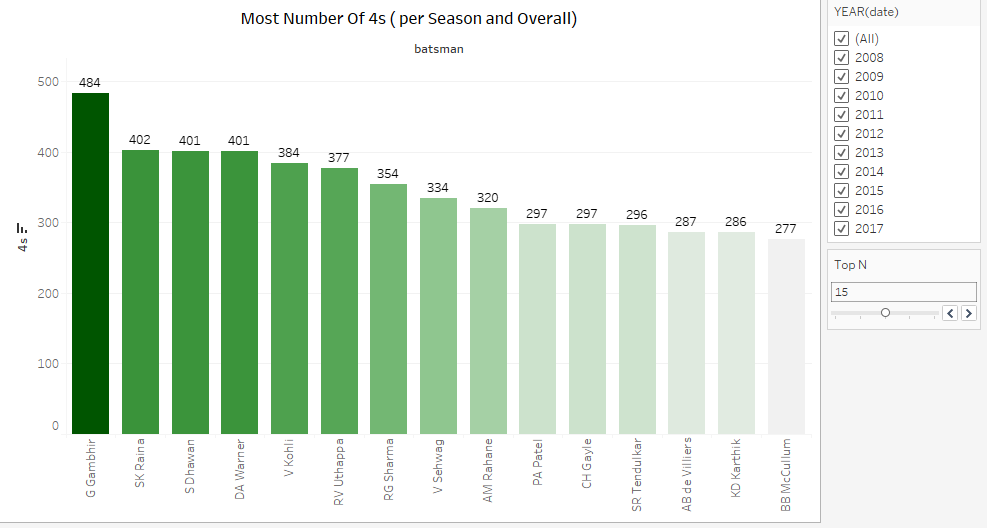 Most Number Of 4s ( per Season and Overall)
batsman
500
400
300
200
100
0
4s
484
402
401
401
384
377
354
334
320
297
297
296
287
286
277
G Gambhir
SK Raina
S Dhawan
DA Warner
V Kohli
RV Uthappa
RG Sharma
V Sehwag
AM Rahane
PA Patel
CH Gayle
SR Tendulkar
AB de Villiers
KD Karthik
BB McCullum
YEAR(date)
(All)
2008
2009
2010
2011
2012
2013
2014
2015
2016
2017
Top N
15